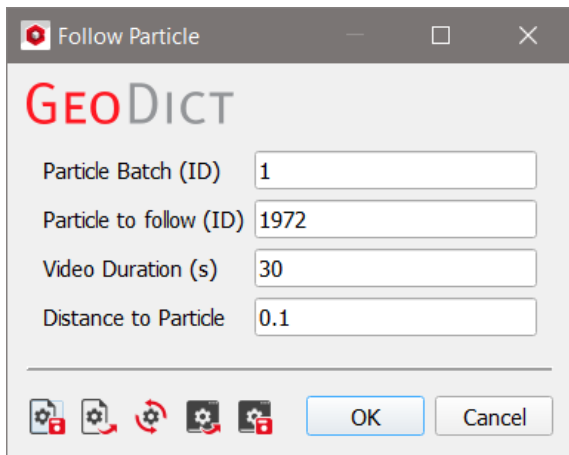 Follow Particle
GEODICT
Particle Batch (ID) 1
Particle to follow (ID) 1972
Video Duration (s) 30
Distance to Particle 0.1
OK Cancel